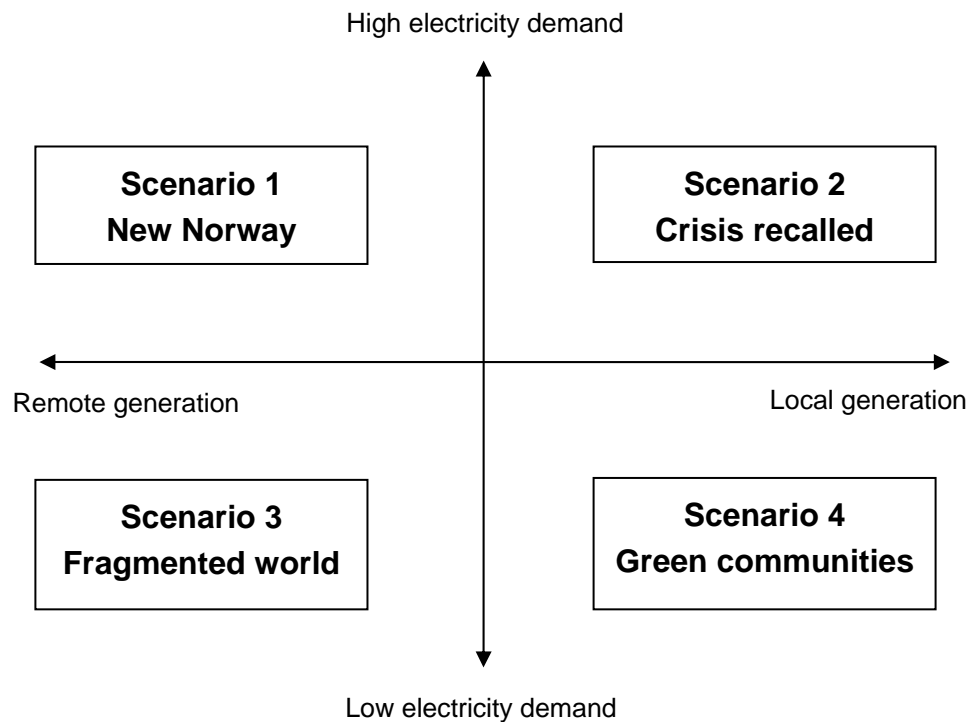 High electricity demand
Scenario 1
New Norway
Scenario 2
Crisis recalled
Remote generation
Local generation
Scenario 3
Fragmented world
Scenario 4
Green communities
Low electricity demand